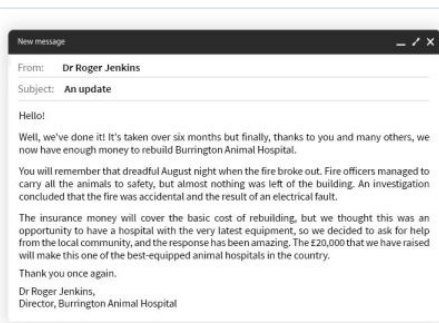 New message
From: Dr Roger Jenkins
Subject: An update
Hello!
Well, we've done it! It's taken over six months but finally, thanks to you and many others, we
now have enough money to rebuild Burrington Animal Hospital.
You will remember that dreadful August night when the fire broke out. Fire officers managed to
carry all the animals to safety, but almost nothing was left of the building. An investigation
concluded that the fire was accidental and the result of an electrical fault.
The insurance money will cover the basic cost of rebuilding, but we thought this was an
opportunity to have a hospital with the very latest equipment, so we decided to ask for help
from the local community, and the response has been amazing. The £20,000 that we have raised
will make this one of the best-equipped animal hospitals in the country.
Thank you once again.
Dr Roger Jenkins,
Director, Burrington Animal Hospital